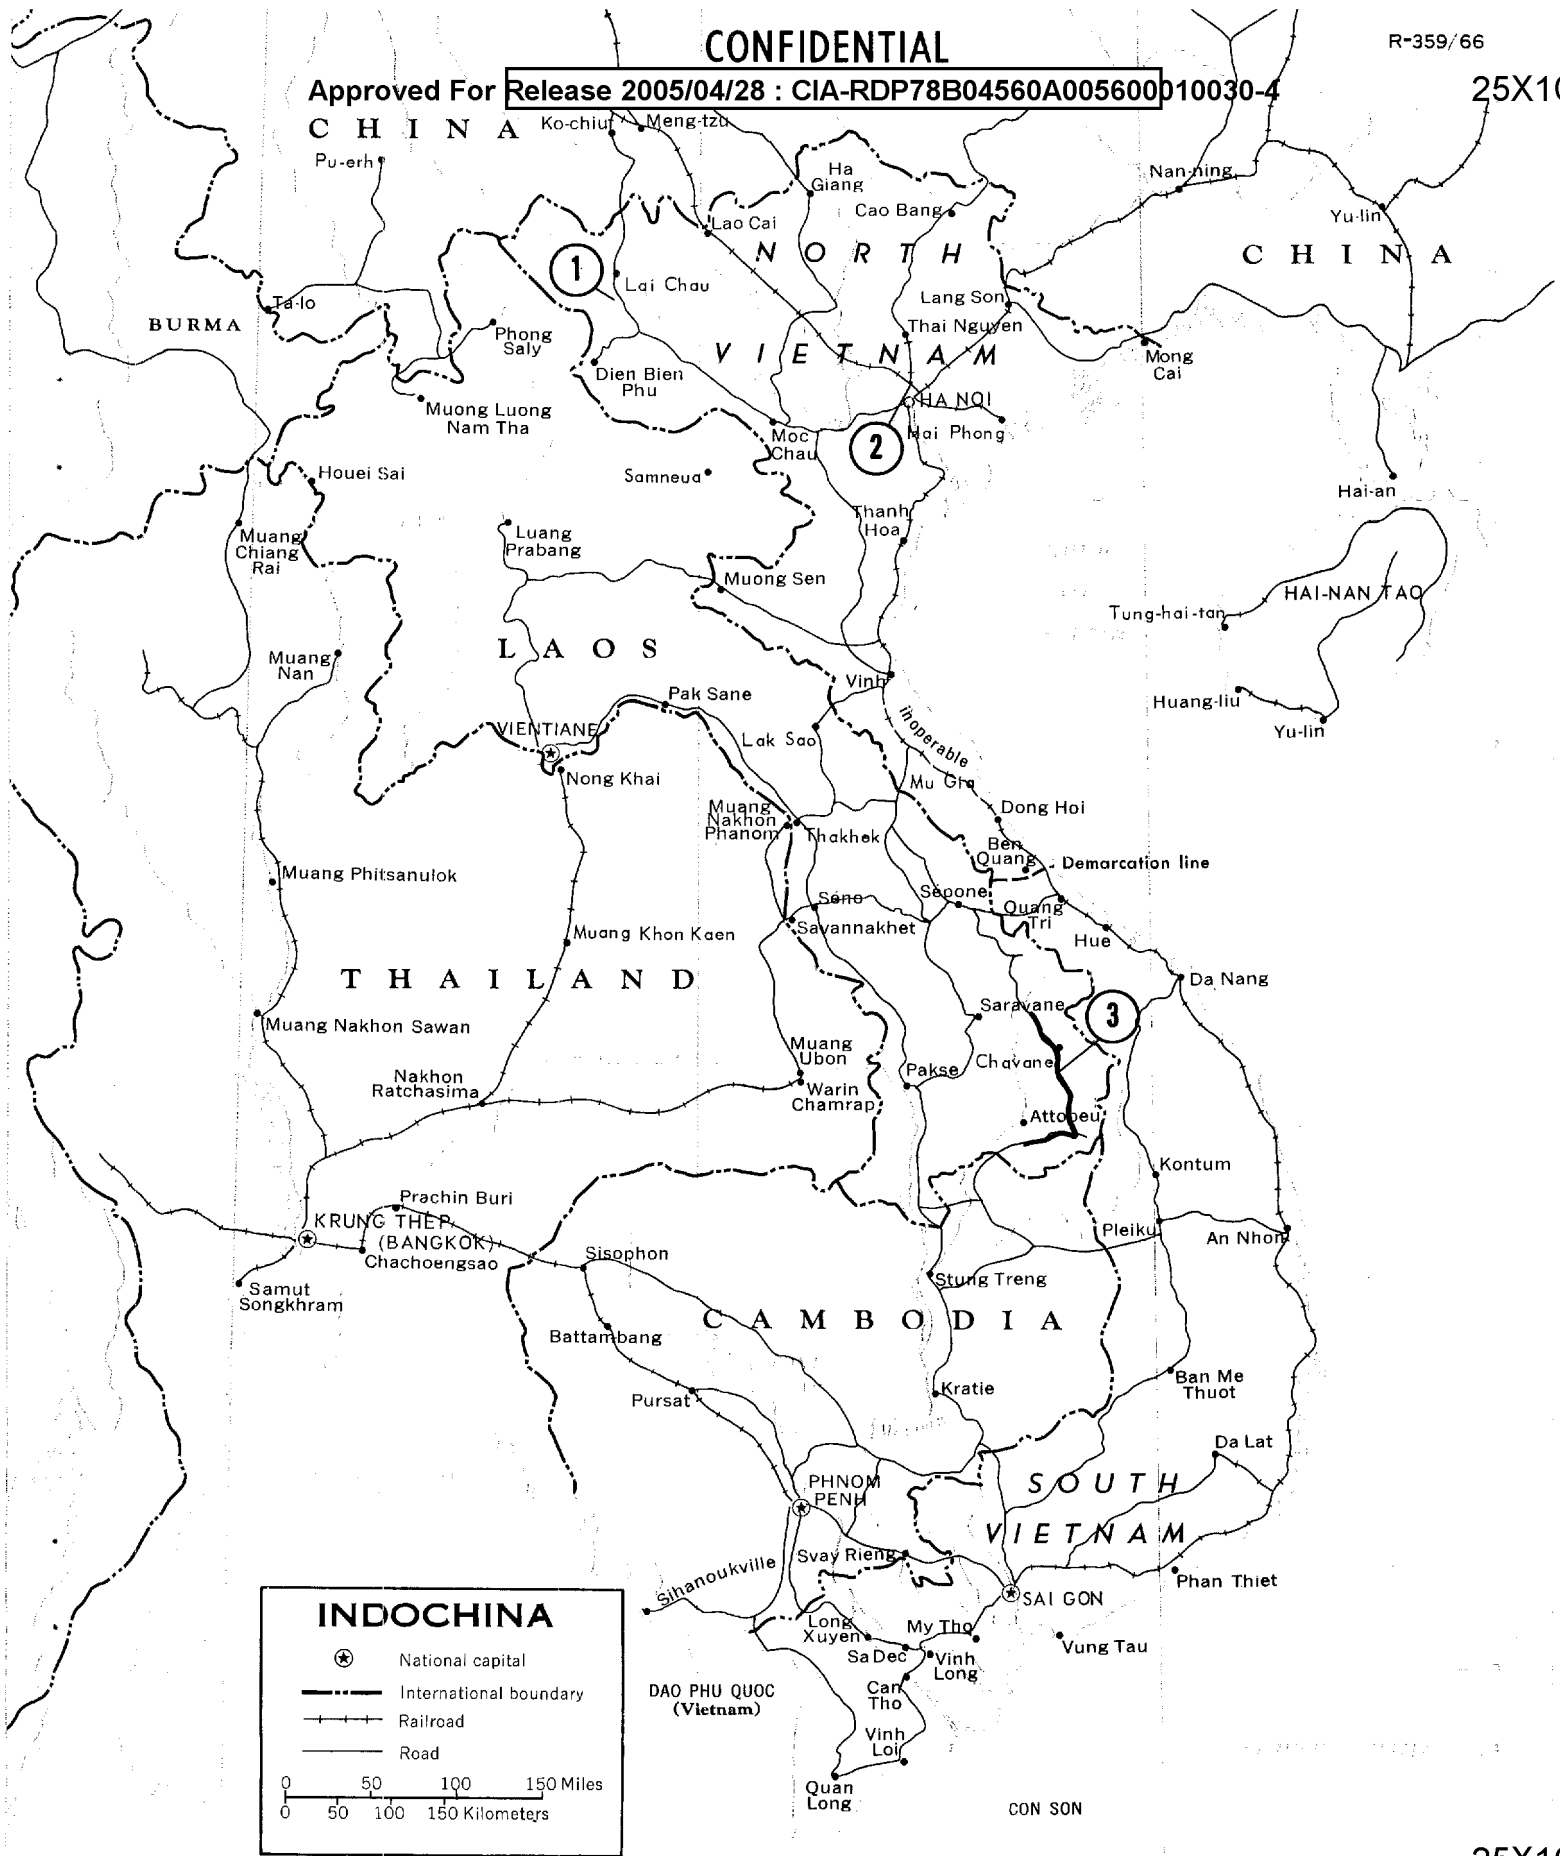 CONFIDENTIAL
R-359/66
Approved For Release 2005/04/28 : CIA-RDP78B04560A005600010030-4
25X1
C H I N A
Ko-chiu
Meng-tzu
Pu-erh
Ha
Giang
Nan-ning
Cao Bang
Yu-lin
Lao Cai
N O R T H
C H I N A
1
Lai Chau
Lang Son
Ta-lo
BURMA
Thai Nguyen
Phong
Saly
V I E T N A M
Mong
Cai
Dien Bien
Phu
HA NOI
Muong Luong
Nam Tha
Moc
Chau
2
Hai Phong
Houei Sai
Samneua
Hai-an
Thanh
Hoa
Muang
Chiang
Rai
Luang
Prabang
Muong Sen
HAI-NAN TAO
Tung-hai-tan
L A O S
Muang
Nan
Vinh
Pak Sane
Huang-liu
inoperable
VIENTIANE
Lak Sao
Yu-lin
Nong Khai
Mu Gia
Muang
Nakhon
Phanom
Dong Hoi
Thakhek
Ben
Quang
Demarcation line
Muang Phitsanulok
Séno
Sépone
Quang
Tri
Savannakhet
Muang Khon Kaen
Hue
T H A I L A N D
Da Nang
Saravane
3
Muang Nakhon Sawan
Muang
Ubon
Chavane
Nakhon
Ratchasima
Pakse
Warin
Chamrap
Attopeu
Kontum
Prachin Buri
KRUNG THEP
(BANGKOK)
Pleiku
An Nhon
Chachoengsao
Sisophon
Samut
Songkhram
Stung Treng
C A M B O D I A
Battambang
Ban Me
Thuot
Kratie
Pursat
Da Lat
PHNOM
PENH
S O U T H
V I E T N A M
Svay Rieng
Sihanoukville
Phan Thiet
SAI GON
INDOCHINA
Long
Xuyen
My Tho
Vung Tau
Sa Dec
Vinh
Long
National capital
International boundary
Railroad
Road
DAO PHU QUOC
(Vietnam)
Can
Tho
Vinh
Loi
0 50 100 150 Miles
0 50 100 150 Kilometers
Quan
Long
CON SON